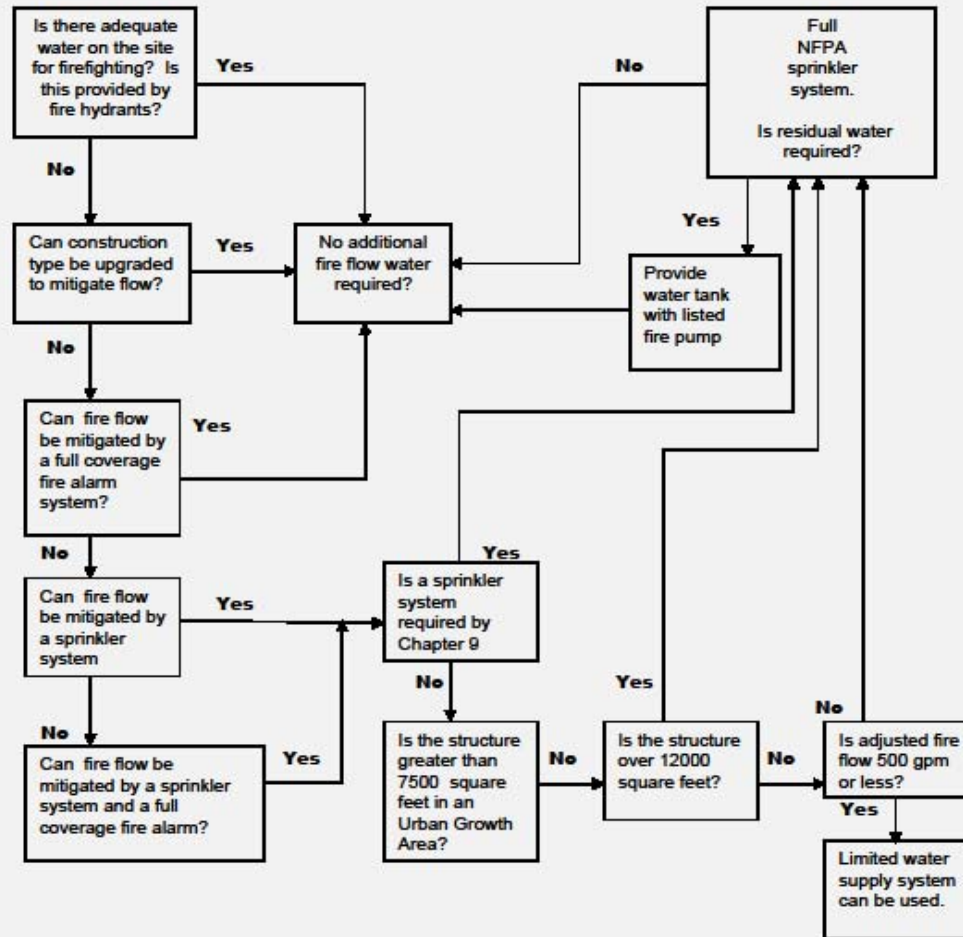 Is there adequate
water on the site
for firefighting? Is
this provided by
fire hydrants?
Yes
No
Full
NFPA
sprinkler
system.
Is residual water
required?
No
Can construction
type be upgraded
to mitigate flow?
Yes
No additional
fire flow water
required?
Yes
Provide
water tank
with listed
fire pump
No
Can fire flow
be mitigated by
a full coverage
fire alarm
system?
Yes
No
Can fire flow
be mitigated by
a sprinkler
system
Yes
Yes
Is a sprinkler
system
required by
Chapter 9
No
No
Can fire flow be
mitigated by a sprinkler
system and a full
coverage fire alarm?
Yes
Is the structure
greater than
7500 square
feet in an
Urban Growth
Area?
No
Yes
Is the structure
over 12000
square feet?
No
No
Is adjusted fire
flow 500 gpm
or less?
Yes
Limited water
supply system
can be used.